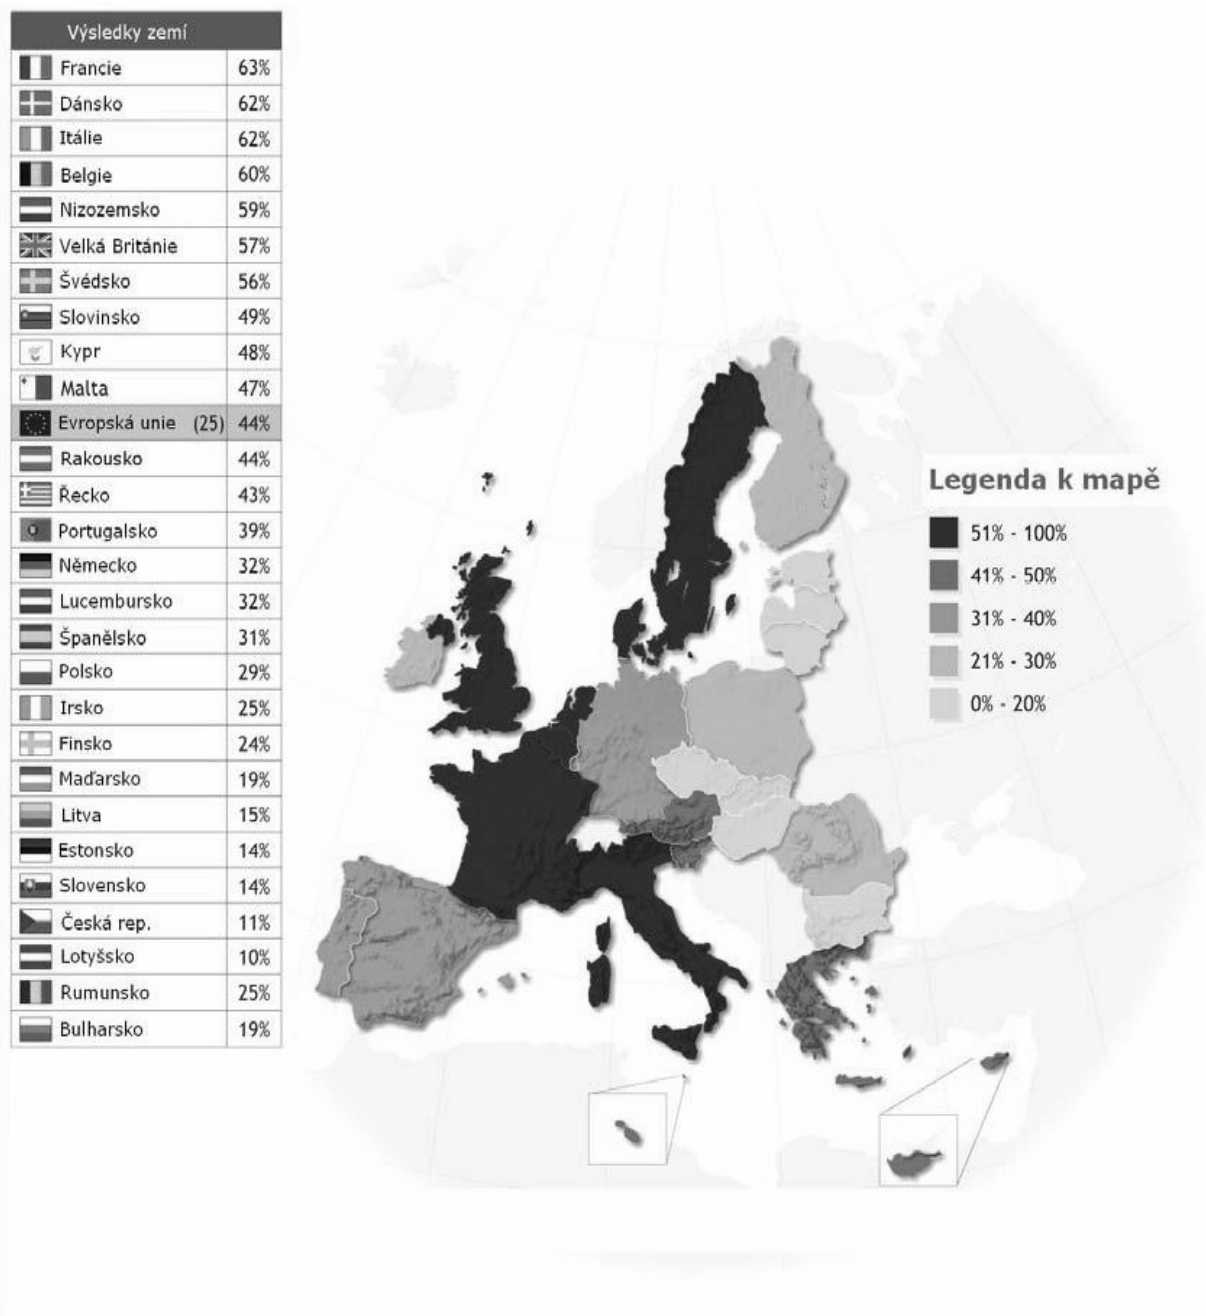 Výsledky zemí
Francie 63%
Dánsko 62%
Itálie 62%
Belgie 60%
Nizozemsko 59%
Velká Británie 57%
Švédsko 56%
Slovinsko 49%
Kypr 48%
Malta 47%
Evropská unie (25) 44%
Rakousko 44%
Řecko 43%
Portugalsko 39%
Německo 32%
Lucembursko 32%
Španělsko 31%
Polsko 29%
Irsko 25%
Finsko 24%
Maďarsko 19%
Litva 15%
Estonsko 14%
Slovensko 14%
Česká rep. 11%
Lotyšsko 10%
Rumunsko 25%
Bulharsko 19%
Legenda k mapě
51% - 100%
41% - 50%
31% - 40%
21% - 30%
0% - 20%